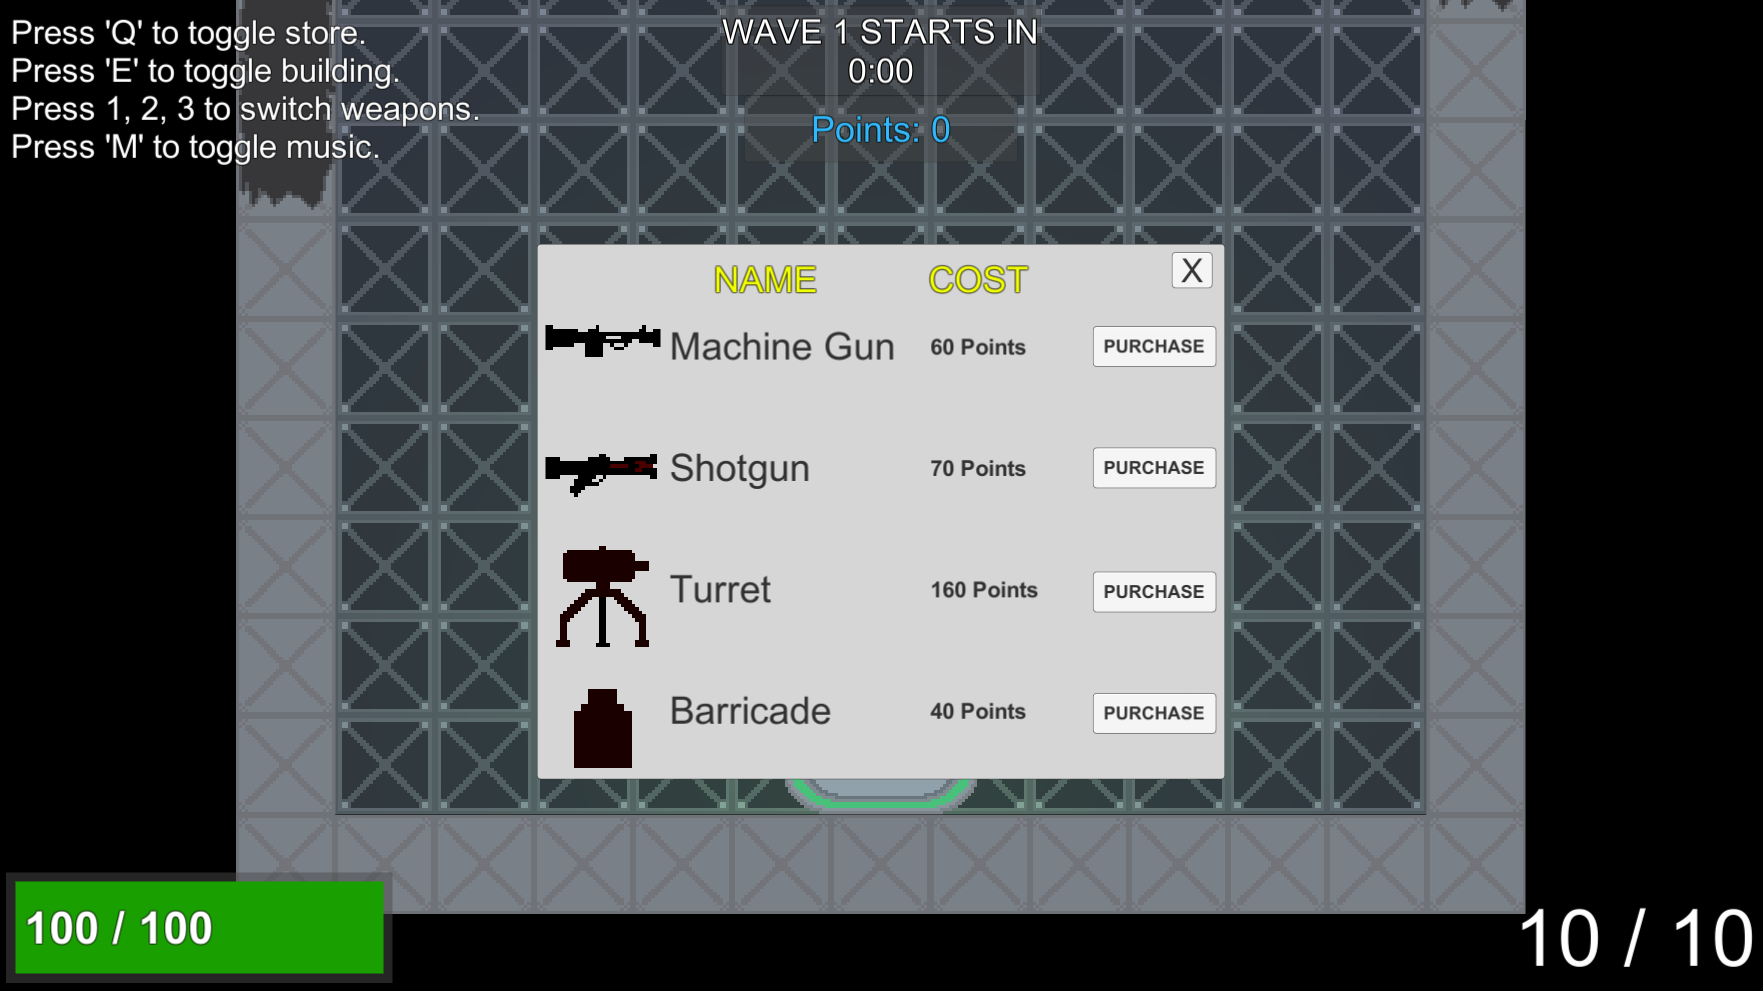 Press 'Q' to toggle store.
Press 'E' to toggle building.
Press 1, 2, 3 to switch weapons.
Press 'M' to toggle music.
WAVE 1 STARTS IN
0:00
Points: 0
NAME COST X
Machine Gun 60 Points PURCHASE
Shotgun 70 Points PURCHASE
Turret 160 Points PURCHASE
Barricade 40 Points PURCHASE
100 / 100
10 / 10